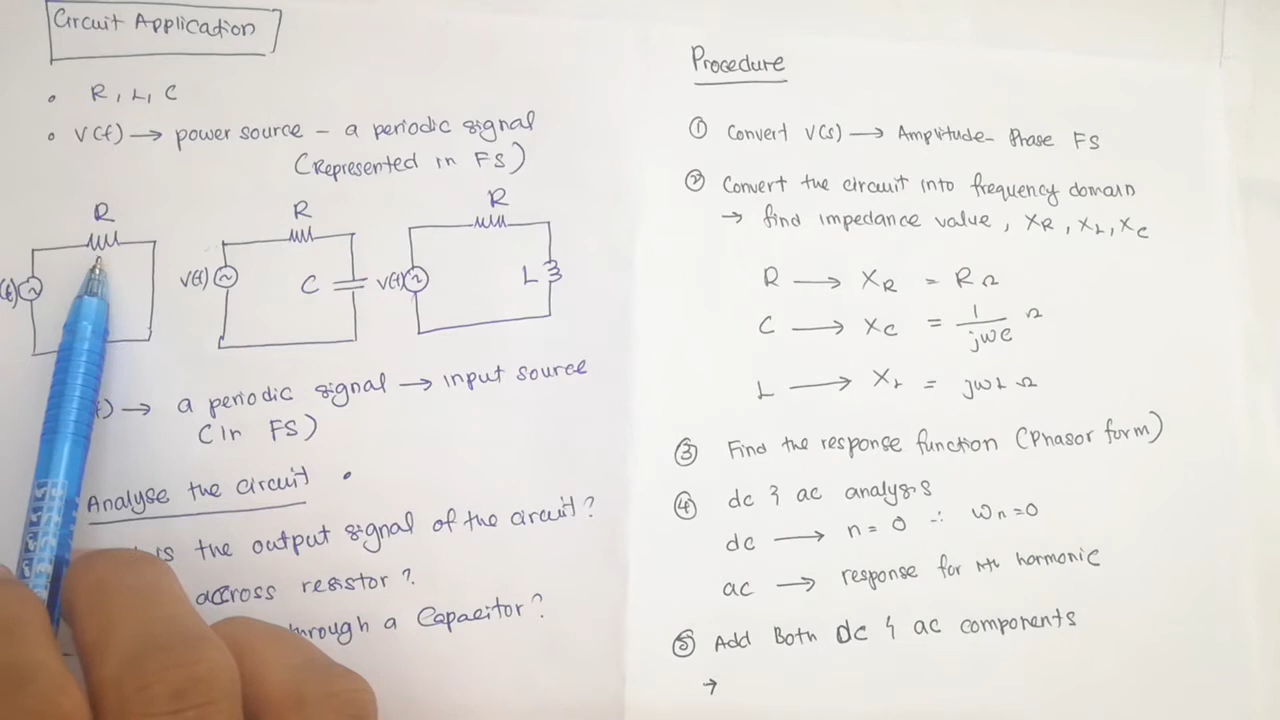 Circuit Application
• R, L, C
• V(t) → power source – a periodic signal
(Represented in FS)
R
R
R
V(t)
C
V(t)
L
→ a periodic signal → input source
(in FS)
Analyse the circuit •
is the output signal of the circuit?
across resistor?
through a Capacitor?
Procedure
① Convert V(s) → Amplitude-Phase FS
② Convert the circuit into frequency domain
→ find impedance value, XR, XL, XC
R → XR = R Ω
C → XC = 1/jωC Ω
L → XL = jωL Ω
③ Find the response function (Phasor form)
④ dc & ac analysis
dc → n = 0 ∴ ωn = 0
ac → response for nth harmonic
⑤ Add Both dc & ac components
→